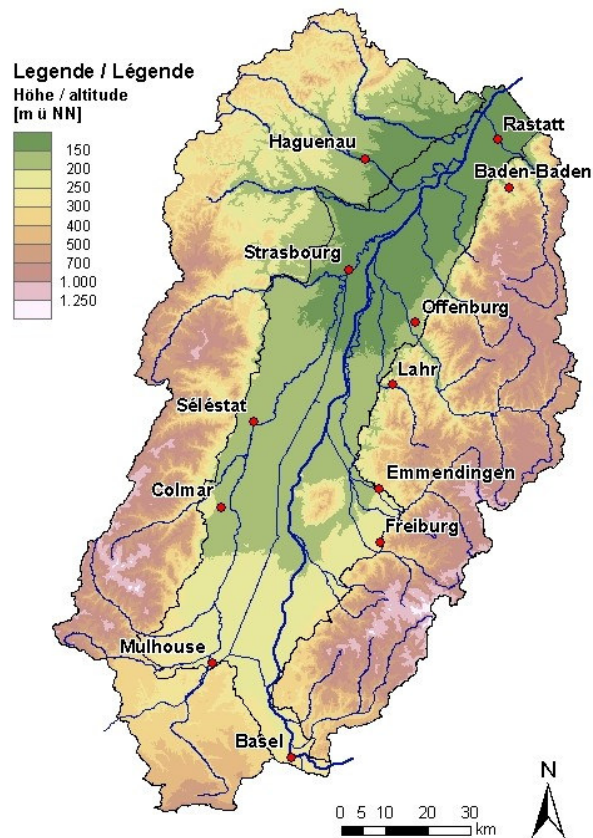 Legende / Légende
Höhe / altitude
[m ü NN]
150
200
250
300
400
500
700
1.000
1.250
Rastatt
Haguenau
Baden-Baden
Strasbourg
Offenburg
Lahr
Séléstat
Emmendingen
Colmar
Freiburg
Mulhouse
Basel
N
0 5 10 20 30
km